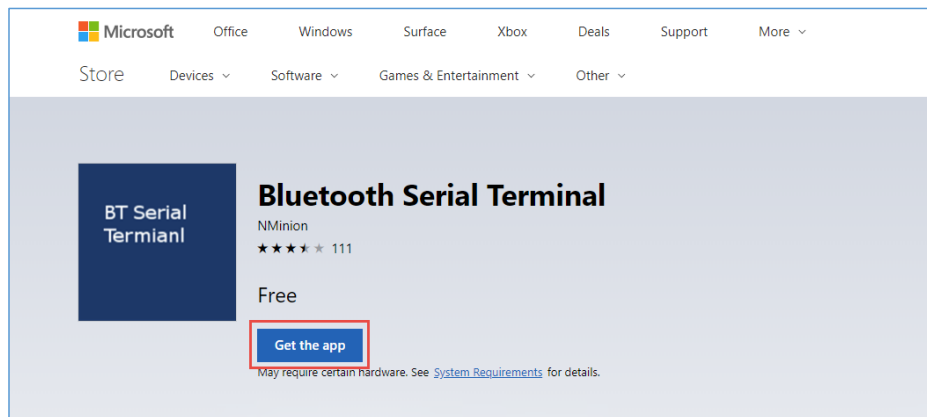 Microsoft Office Windows Surface Xbox Deals Support More
Store Devices Software Games & Entertainment Other
BT Serial
Termianl
Bluetooth Serial Terminal
NMinion
111
Free
Get the app
May require certain hardware. See System Requirements for details.